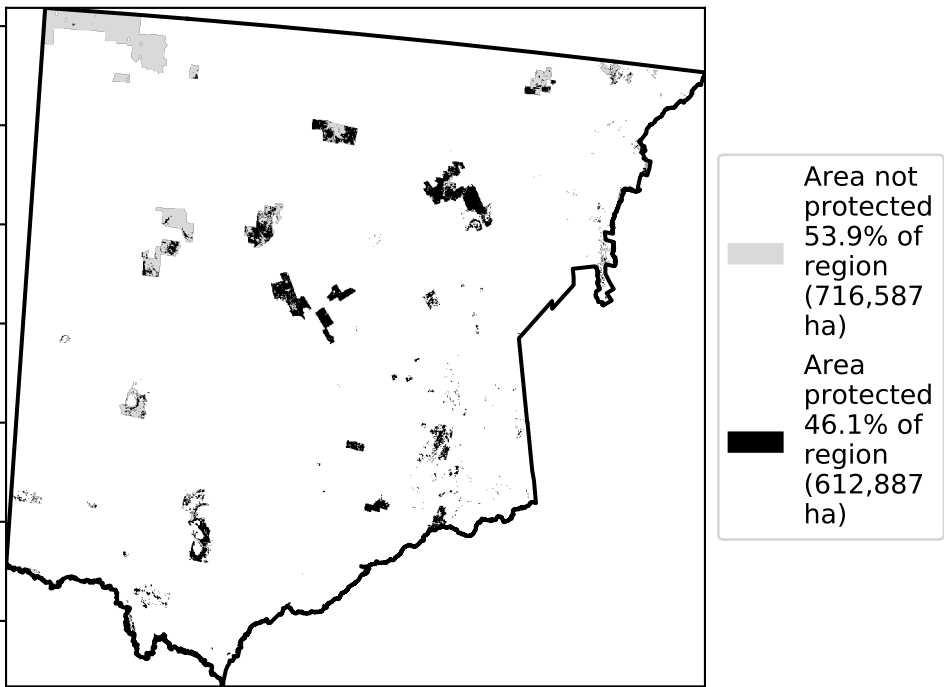 Area not
protected
53.9% of
region
(716,587
ha)
Area
protected
46.1% of
region
(612,887
ha)